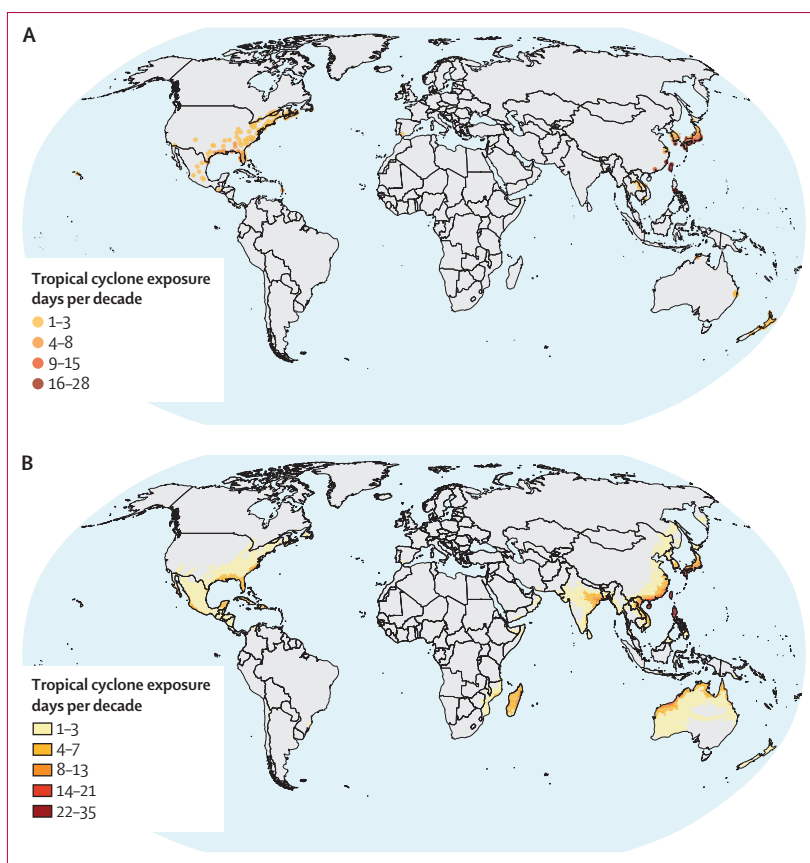 A
Tropical cyclone exposure
days per decade
1–3
4–8
9–15
16–28
B
Tropical cyclone exposure
days per decade
1–3
4–7
8–13
14–21
22–35